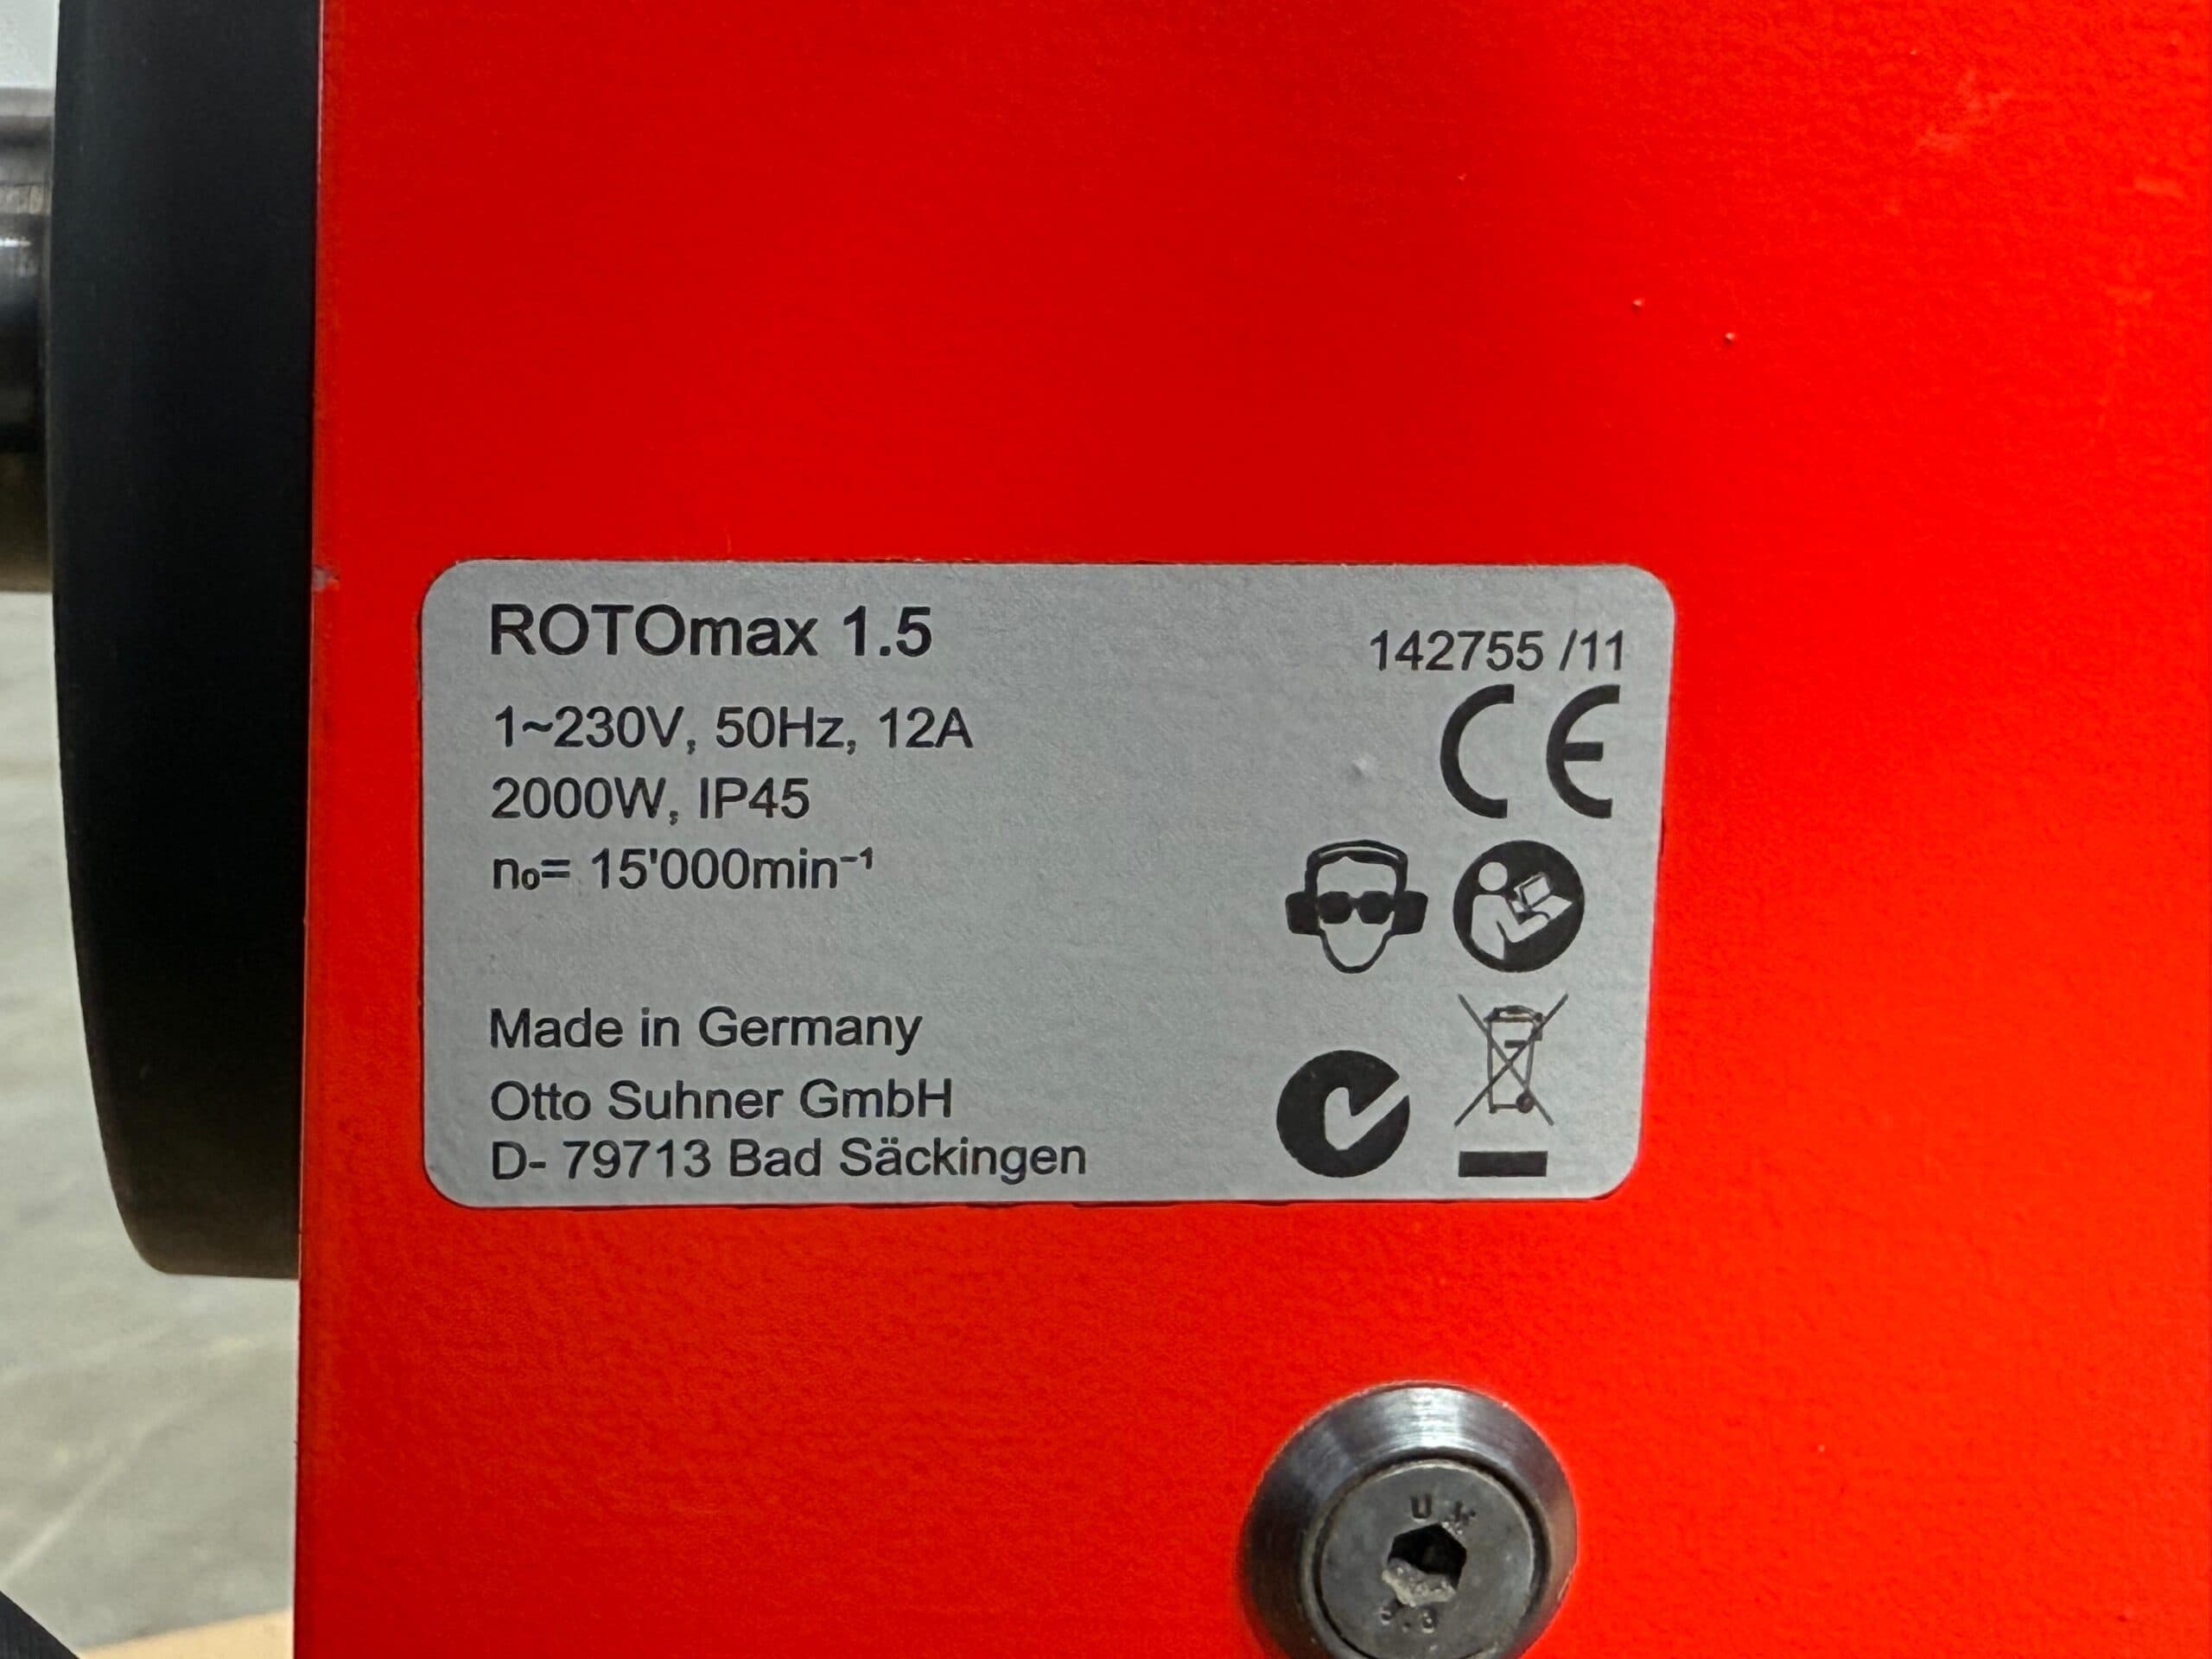 ROTOmax 1.5
142755 /11
1~230V, 50Hz, 12A
2000W, IP45
n₀= 15'000min⁻¹
CE
Made in Germany
Otto Suhner GmbH
D- 79713 Bad Säckingen